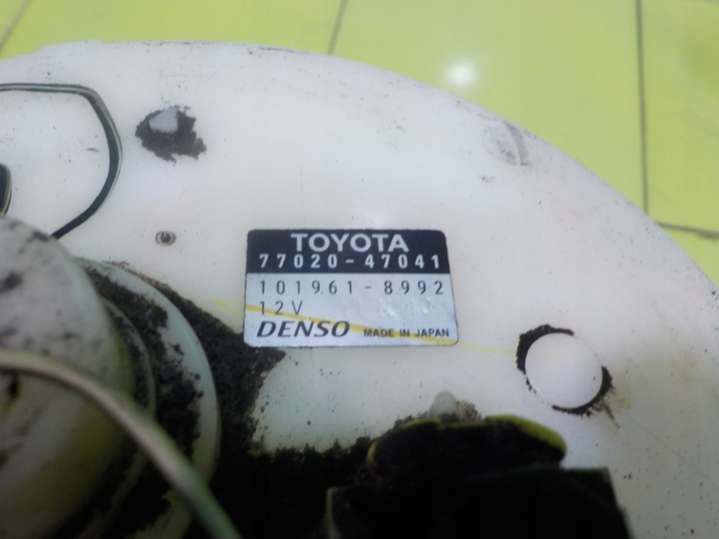 TOYOTA
77020-47041
101961-8992
12V
DENSO MADE IN JAPAN